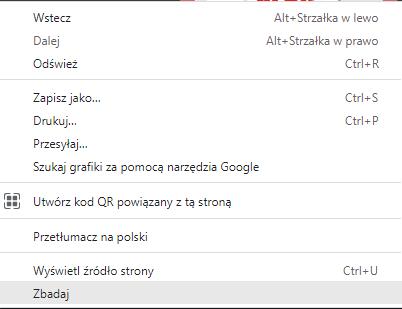 Wstecz Alt+Strzałka w lewo
Dalej Alt+Strzałka w prawo
Odśwież Ctrl+R
Zapisz jako... Ctrl+S
Drukuj... Ctrl+P
Przesyłaj...
Szukaj grafiki za pomocą narzędzia Google
Utwórz kod QR powiązany z tą stroną
Przetłumacz na polski
Wyświetl źródło strony Ctrl+U
Zbadaj